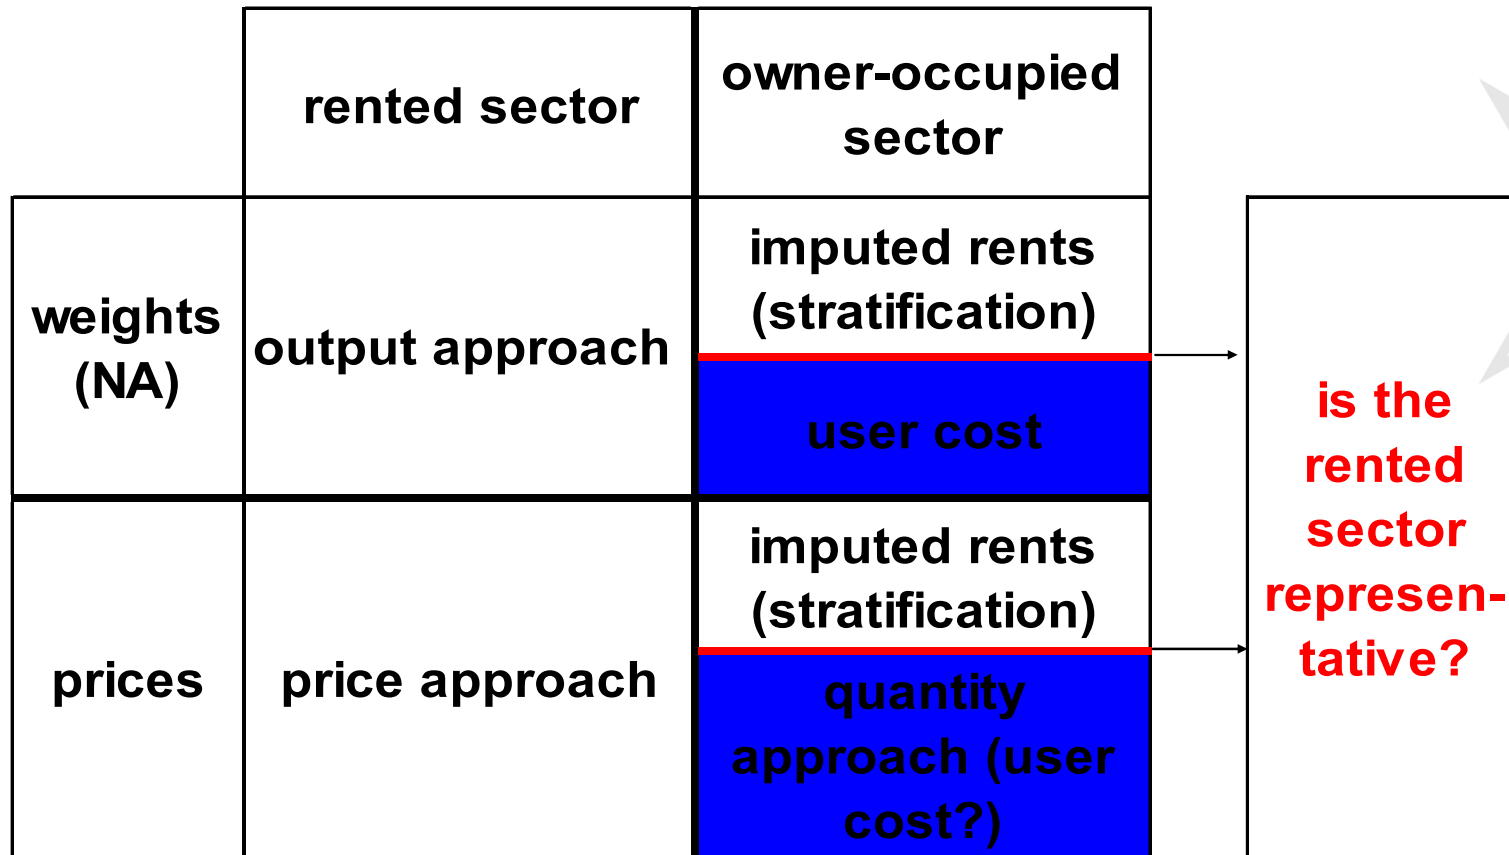 rented sector
owner-occupied
sector
weights
(NA)
output approach
imputed rents
(stratification)
user cost
prices
price approach
imputed rents
(stratification)
quantity
approach (user
cost?)
is the
rented
sector
represen-
tative?